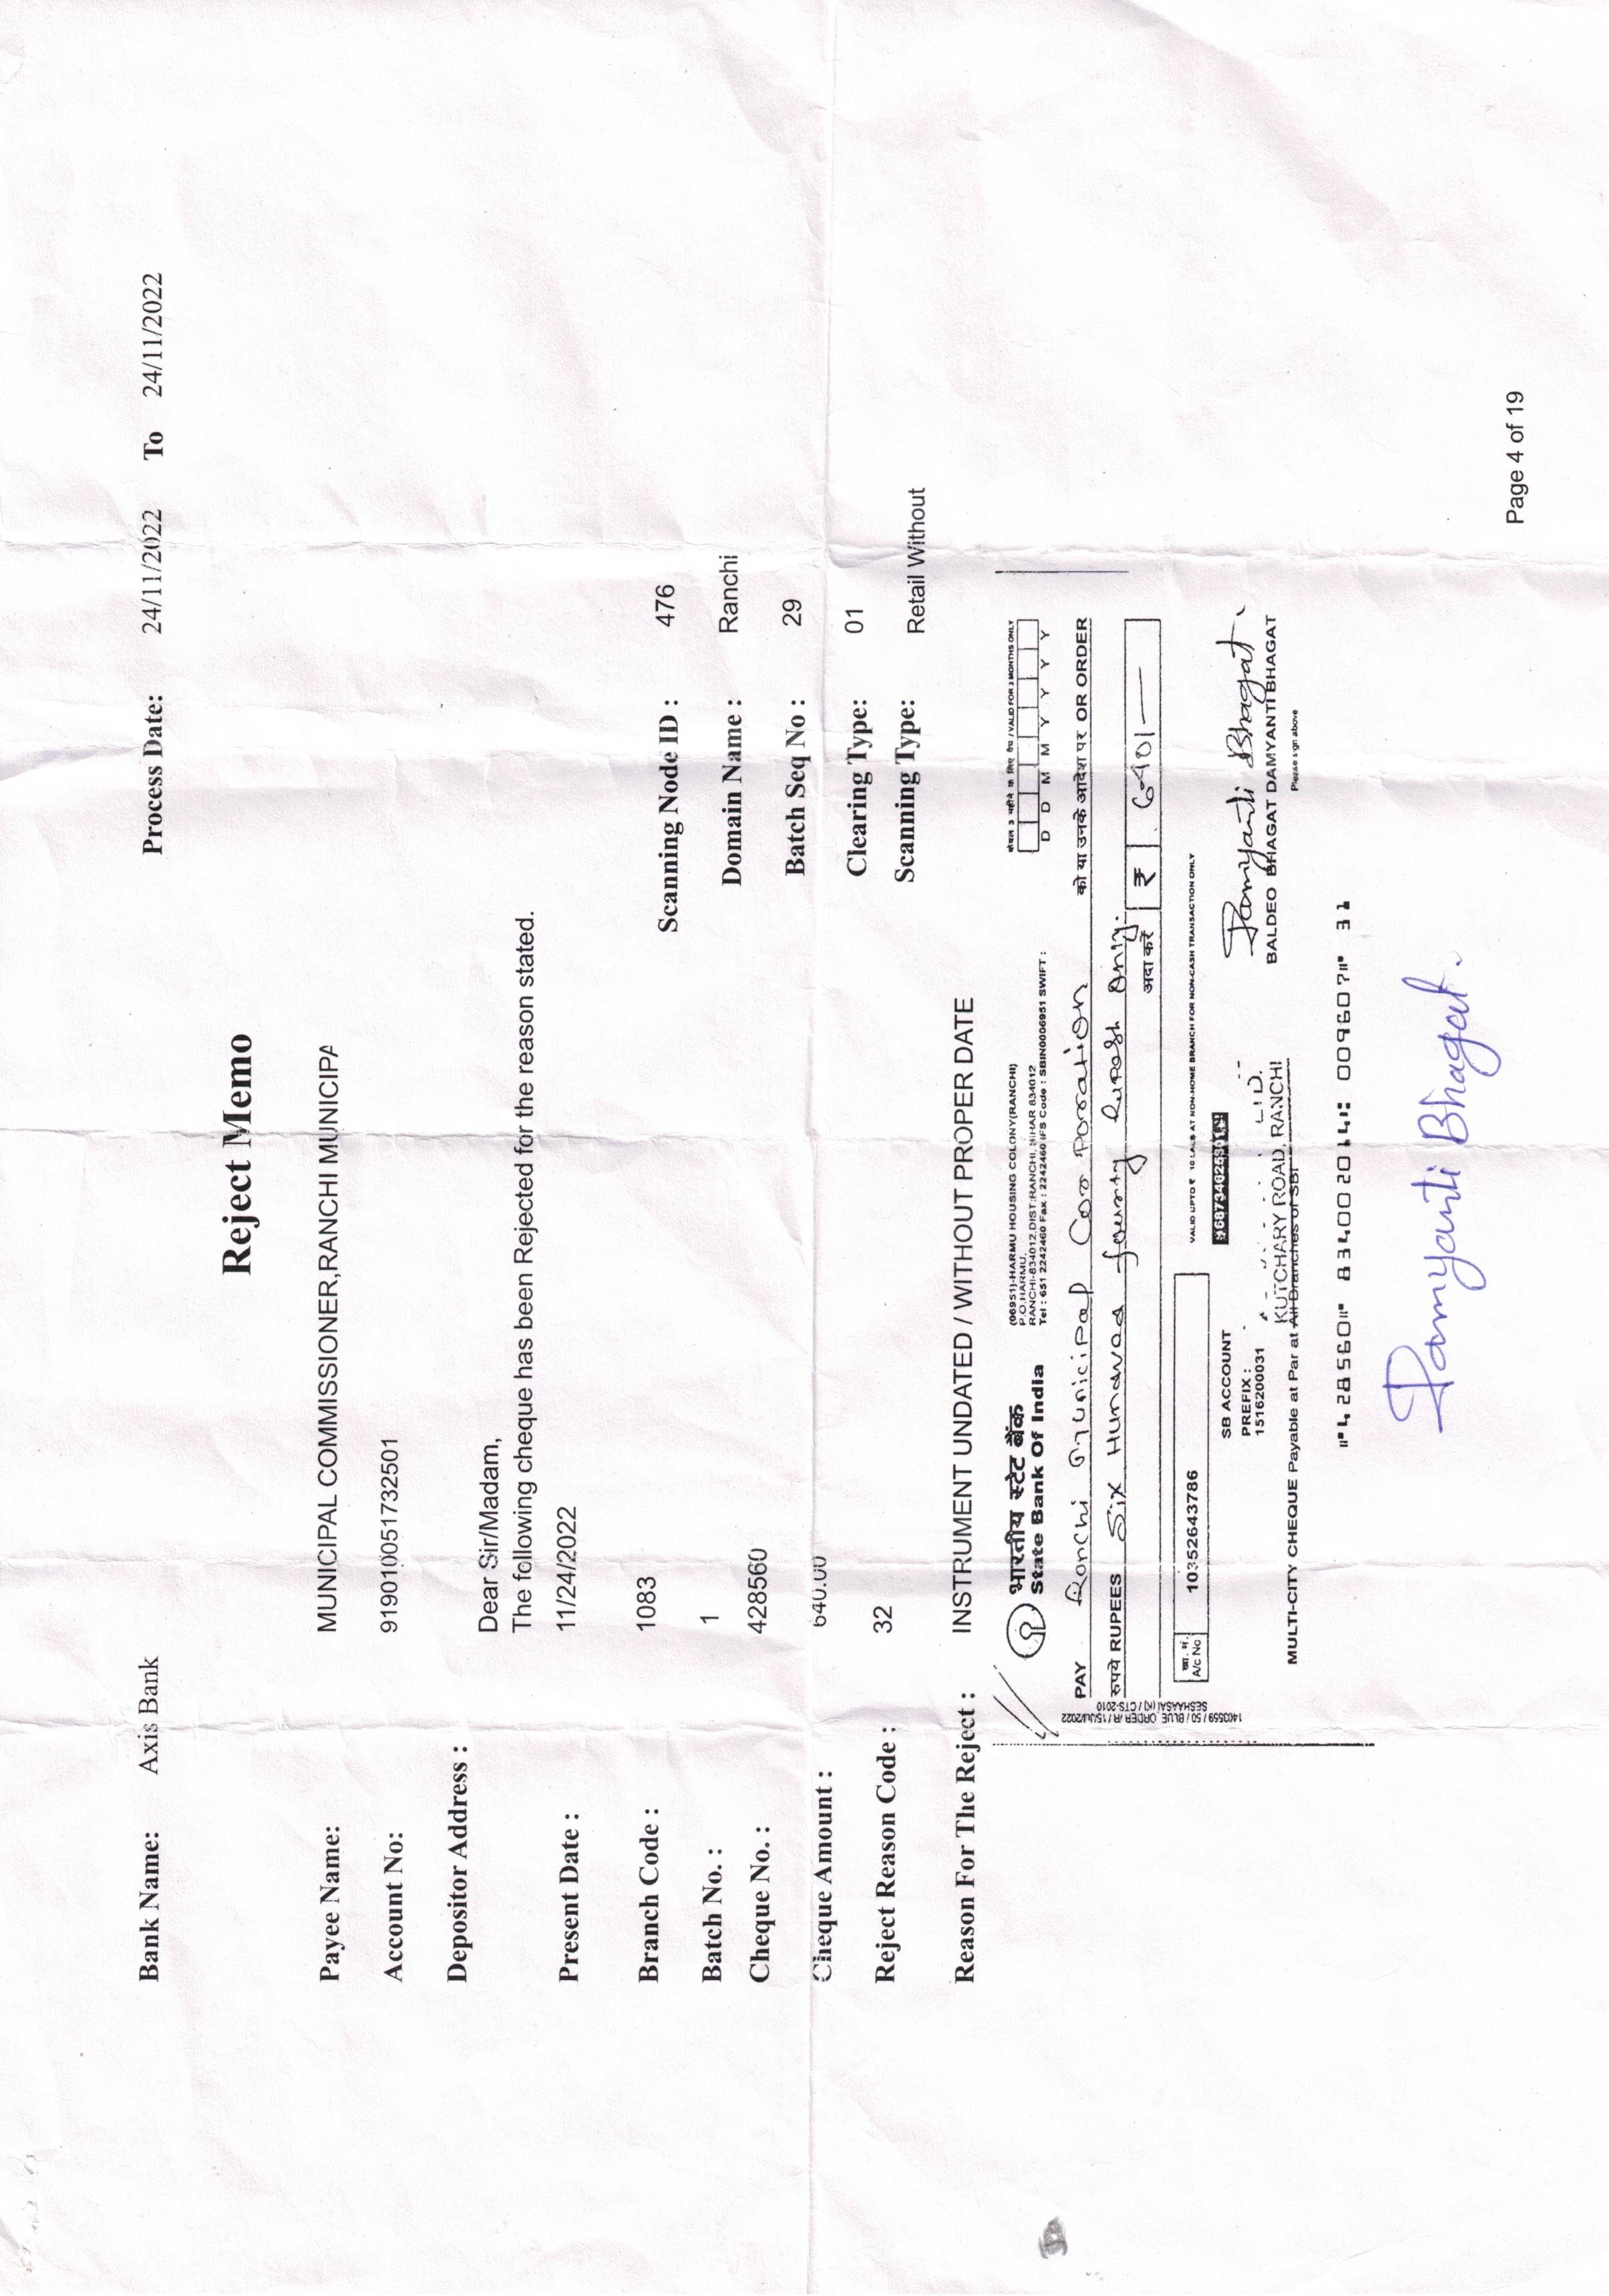 Bank Name: Axis Bank Process Date: 24/11/2022 To 24/11/2022
Reject Memo
Payee Name: MUNICIPAL COMMISSIONER,RANCHI MUNICIPA
Account No: 919010051732501
Depositor Address :
Dear Sir/Madam,
The following cheque has been Rejected for the reason stated.
Present Date : 11/24/2022
Branch Code : 1083 Scanning Node ID : 476
Batch No. : 1 Domain Name : Ranchi
Cheque No. : 428560 Batch Seq No : 29
Cheque Amount : 640.00 Clearing Type: 01
Reject Reason Code : 32 Scanning Type: Retail Without
Reason For The Reject : INSTRUMENT UNDATED / WITHOUT PROPER DATE
भारतीय स्टेट बैंक
State Bank Of India
(06951)-HARMU HOUSING COLONY(RANCHI)
P.O.HARMU,
RANCHI-834012,DIST:RANCHI, BIHAR 834012
Tel : 651 2242460 Fax : 2242460 IFS Code : SBIN0006951 SWIFT :
केवल 3 महीने के लिए वैध / VALID FOR 3 MONTHS ONLY
D D M M Y Y Y Y
PAY Ranchi Municipal Corporation को या उनके आदेश पर OR ORDER
रुपये RUPEES Six Hundred fourty Rupesh Only.
अदा करें ₹ 640/-
खा. सं.
A/c No 10352643786
VALID UPTO ₹ 10 LACS AT NON-HOME BRANCH FOR NON-CASH TRANSACTION ONLY
SB ACCOUNT
PREFIX :
1516200031
LTD.
KUTCHARY ROAD, RANCHI
MULTI-CITY CHEQUE Payable at Par at All Branches of SBI
Damyanti Bhagat.
BALDEO BHAGAT DAMYANTI BHAGAT
Please sign above
1403559 / 50 / BLUE ORDER /R / 15/Jul/2022
SESHAASAI (K) / CTS-2010
⑈428560⑈ 834002014⑆ 009607⑈ 31
Damyanti Bhagat.
Page 4 of 19